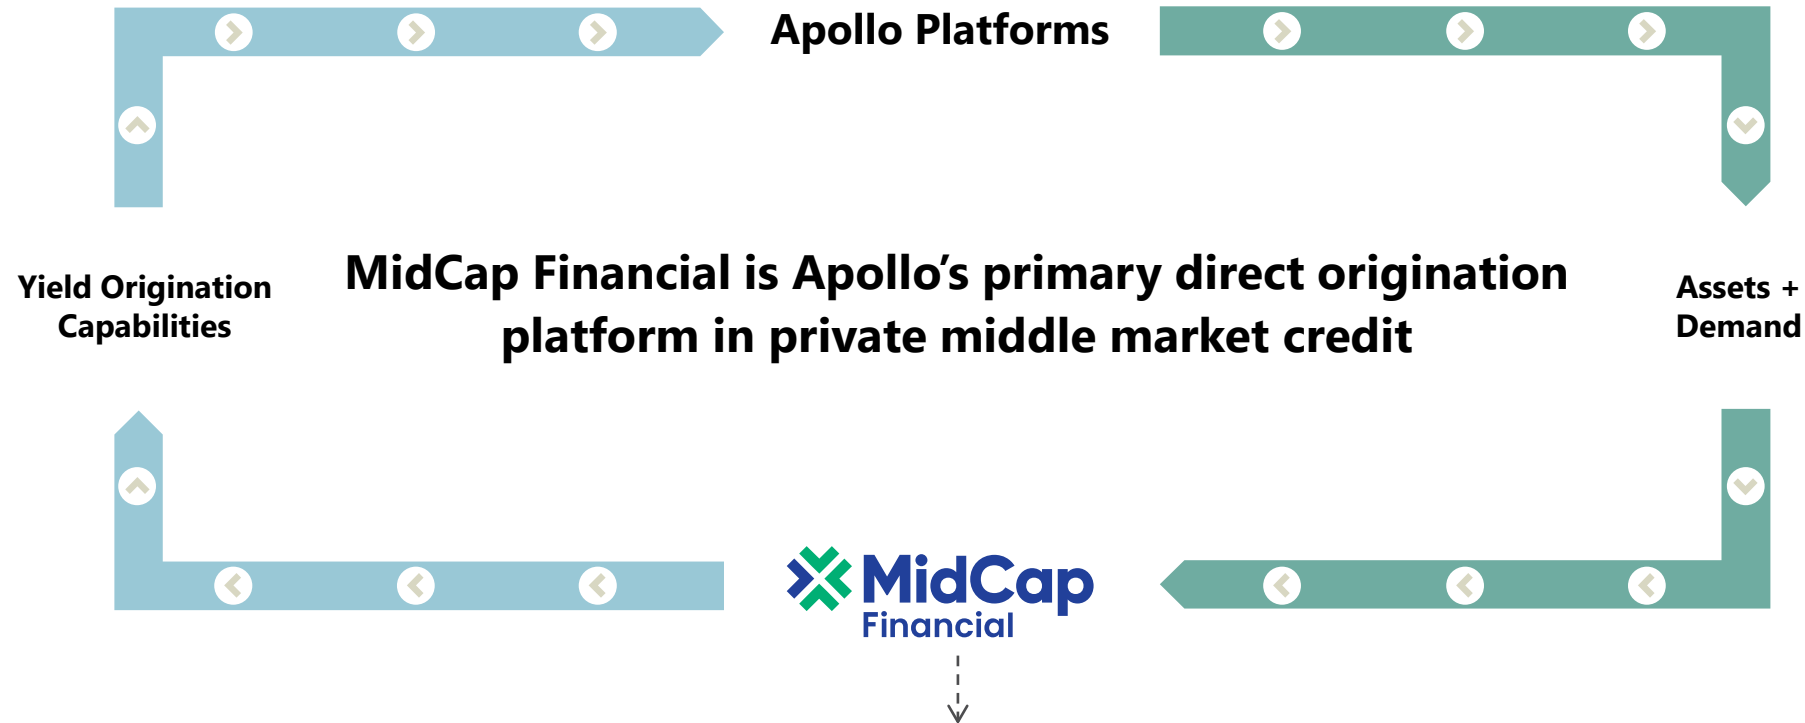 Apollo Platforms
Yield Origination
Capabilities
MidCap Financial is Apollo’s primary direct origination
platform in private middle market credit
Assets +
Demand
MidCap
Financial